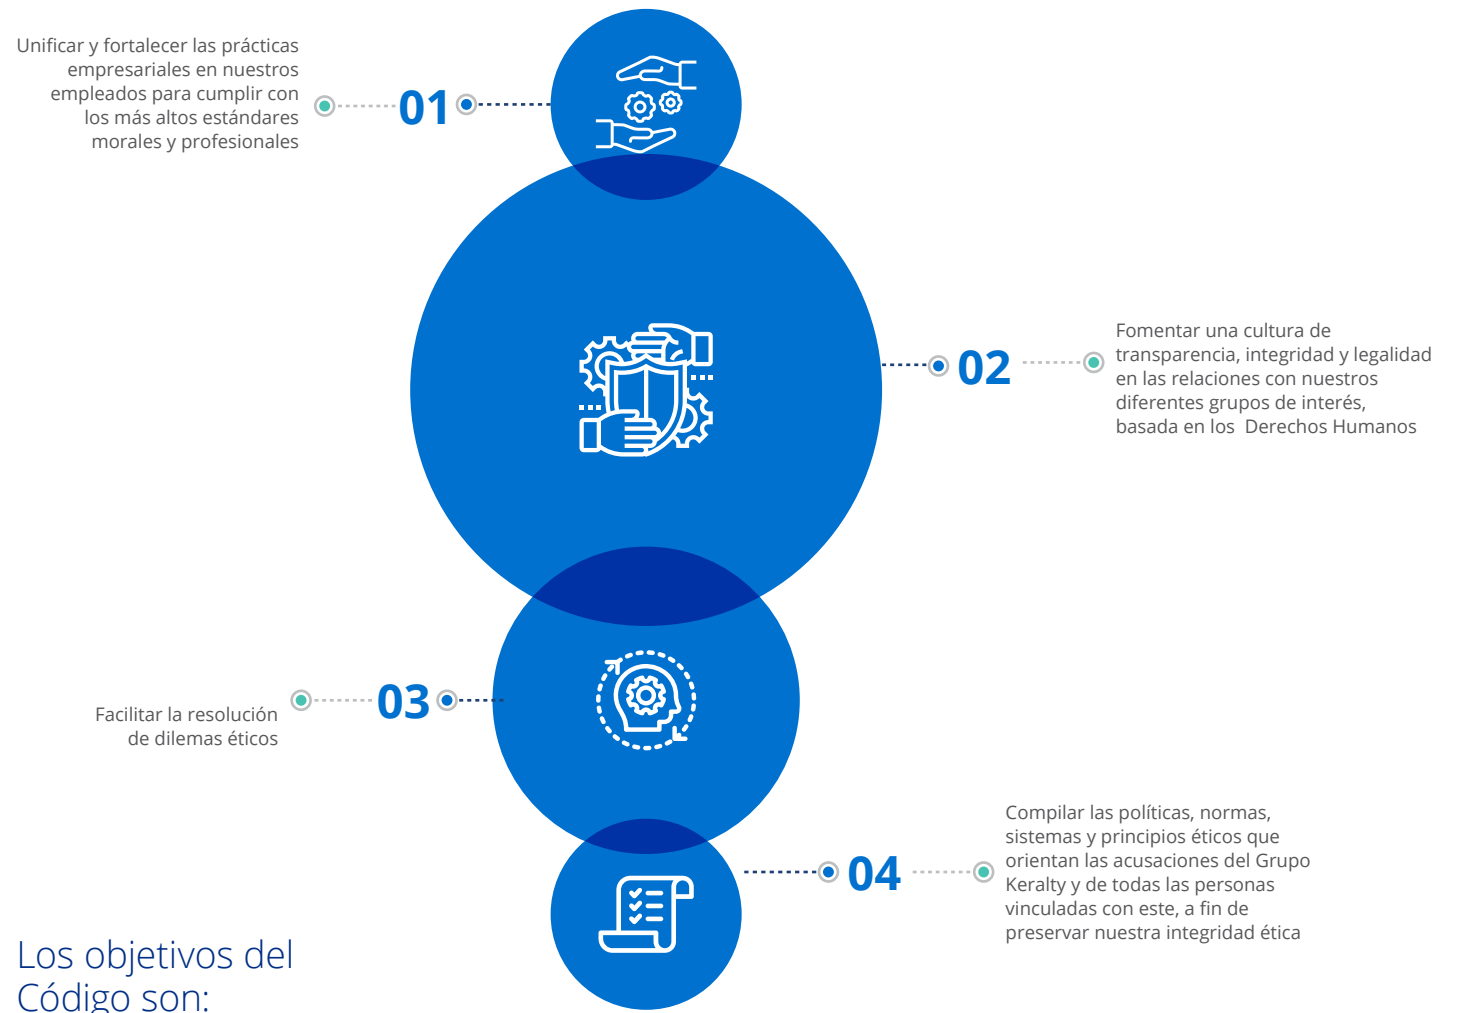 Unificar y fortalecer las prácticas
empresariales en nuestros
empleados para cumplir con
los más altos estándares
morales y profesionales
01
02
Fomentar una cultura de
transparencia, integridad y legalidad
en las relaciones con nuestros
diferentes grupos de interés,
basada en los  Derechos Humanos
03
Facilitar la resolución
de dilemas éticos
04
Compilar las políticas, normas,
sistemas y principios éticos que
orientan las acusaciones del Grupo
Keralty y de todas las personas
vinculadas con este, a fin de
preservar nuestra integridad ética
Los objetivos del
Código son: